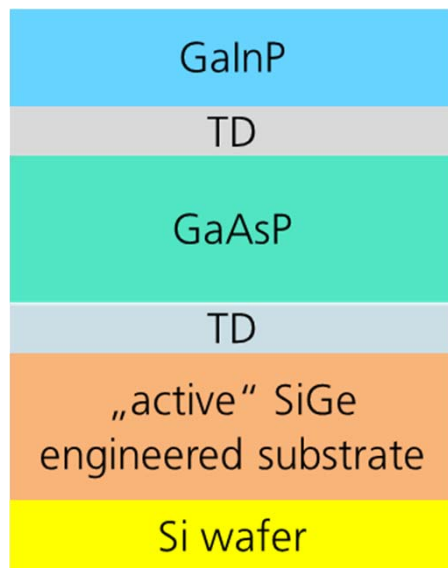 GaInP
TD
GaAsP
TD
„active“ SiGe
engineered substrate
Si wafer